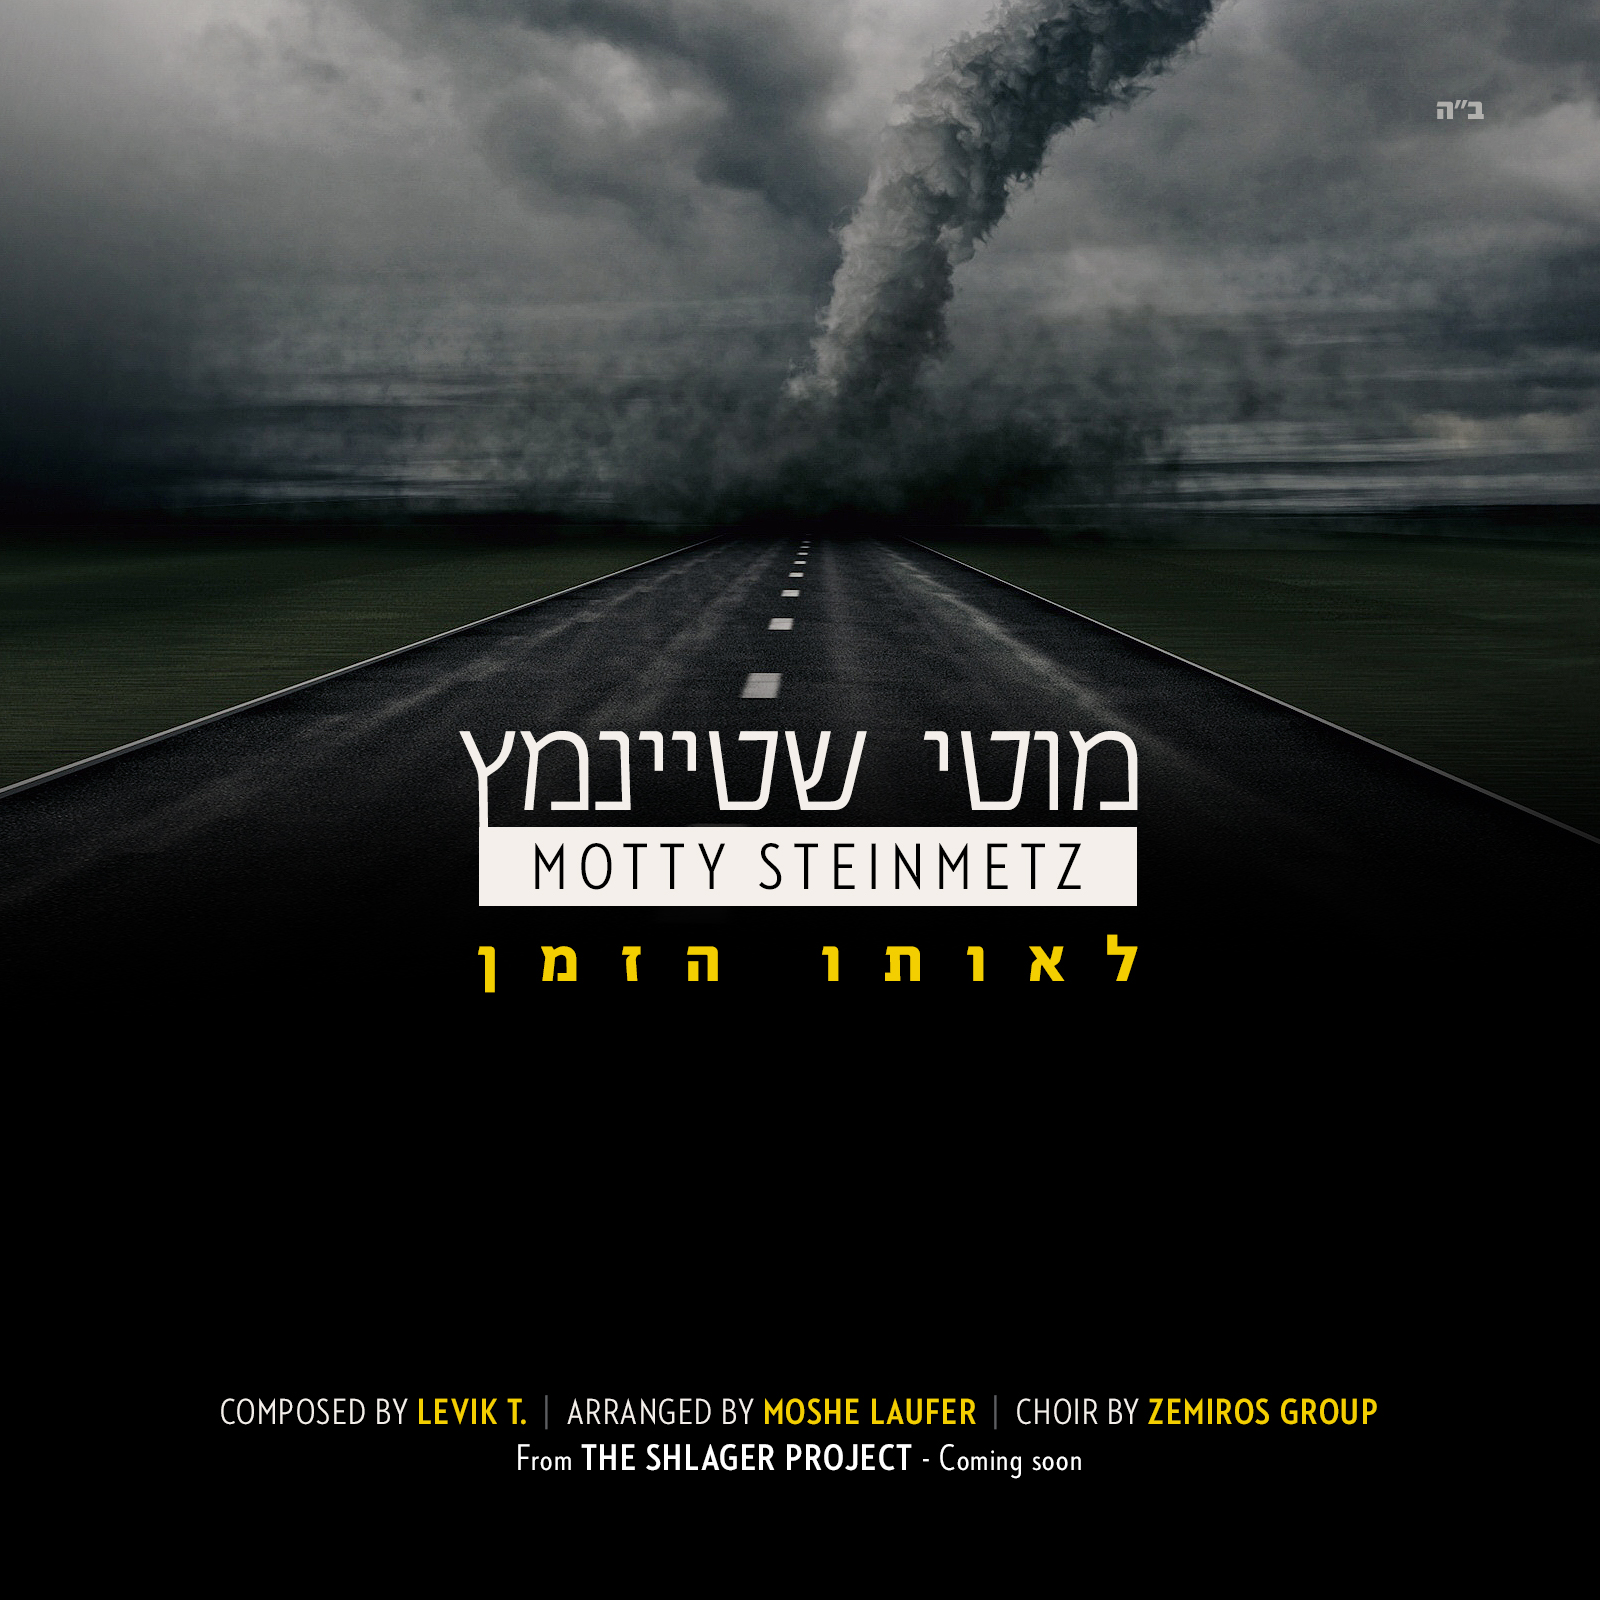 ב״ה
מוטי שטיינמץ
MOTTY STEINMETZ
לאותו הזמן
COMPOSED BY LEVIK T. | ARRANGED BY MOSHE LAUFER | CHOIR BY ZEMIROS GROUP
From THE SHLAGER PROJECT - Coming soon